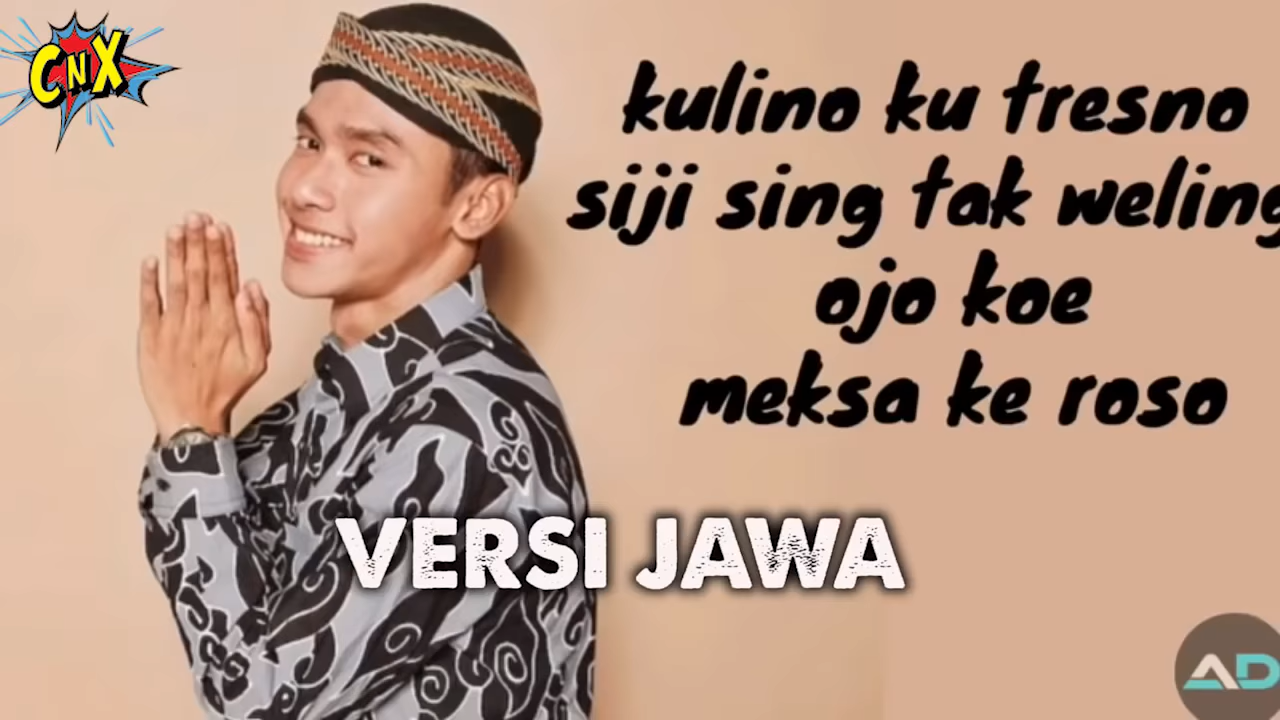 CNX
kulino ku tresno
siji sing tak weling
ojo koe
meksa ke roso
VERSI JAWA
AD